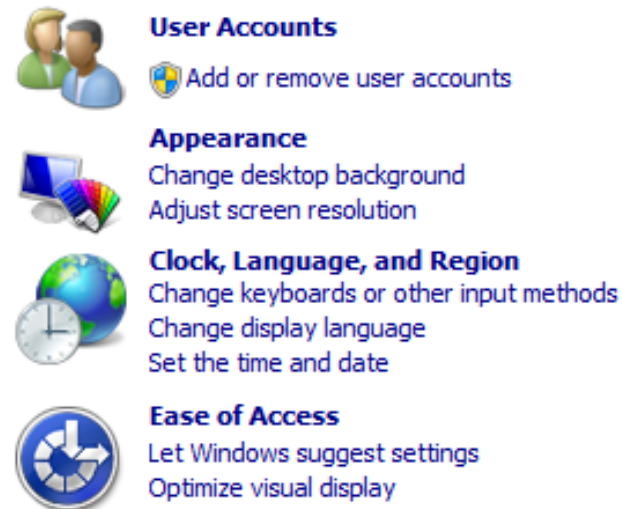 User Accounts
Add or remove user accounts
Appearance
Change desktop background
Adjust screen resolution
Clock, Language, and Region
Change keyboards or other input methods
Change display language
Set the time and date
Ease of Access
Let Windows suggest settings
Optimize visual display